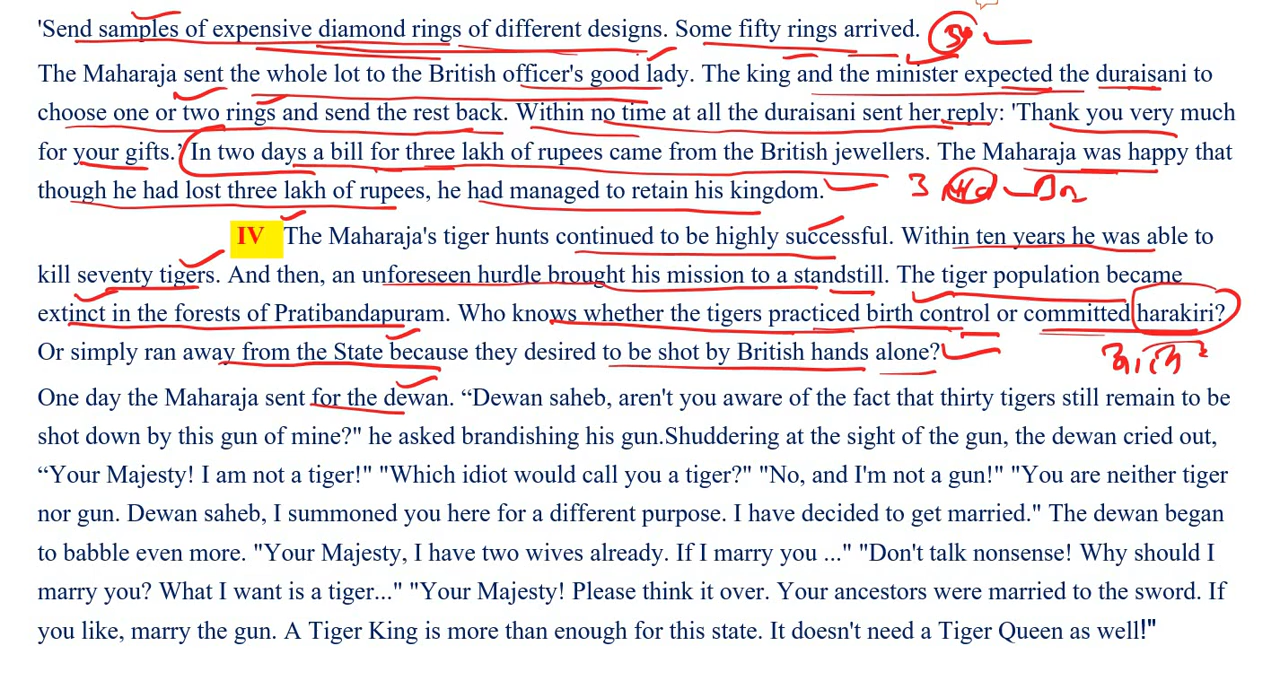 'Send samples of expensive diamond rings of different designs. Some fifty rings arrived.
The Maharaja sent the whole lot to the British officer's good lady. The king and the minister expected the duraisani to
choose one or two rings and send the rest back. Within no time at all the duraisani sent her reply: 'Thank you very much
for your gifts.' In two days a bill for three lakh of rupees came from the British jewellers. The Maharaja was happy that
though he had lost three lakh of rupees, he had managed to retain his kingdom.
IV The Maharaja's tiger hunts continued to be highly successful. Within ten years he was able to
kill seventy tigers. And then, an unforeseen hurdle brought his mission to a standstill. The tiger population became
extinct in the forests of Pratibandapuram. Who knows whether the tigers practiced birth control or committed harakiri?
Or simply ran away from the State because they desired to be shot by British hands alone?
One day the Maharaja sent for the dewan. “Dewan saheb, aren't you aware of the fact that thirty tigers still remain to be
shot down by this gun of mine?" he asked brandishing his gun.Shuddering at the sight of the gun, the dewan cried out,
“Your Majesty! I am not a tiger!" "Which idiot would call you a tiger?" "No, and I'm not a gun!" "You are neither tiger
nor gun. Dewan saheb, I summoned you here for a different purpose. I have decided to get married." The dewan began
to babble even more. "Your Majesty, I have two wives already. If I marry you ..." "Don't talk nonsense! Why should I
marry you? What I want is a tiger..." "Your Majesty! Please think it over. Your ancestors were married to the sword. If
you like, marry the gun. A Tiger King is more than enough for this state. It doesn't need a Tiger Queen as well!"